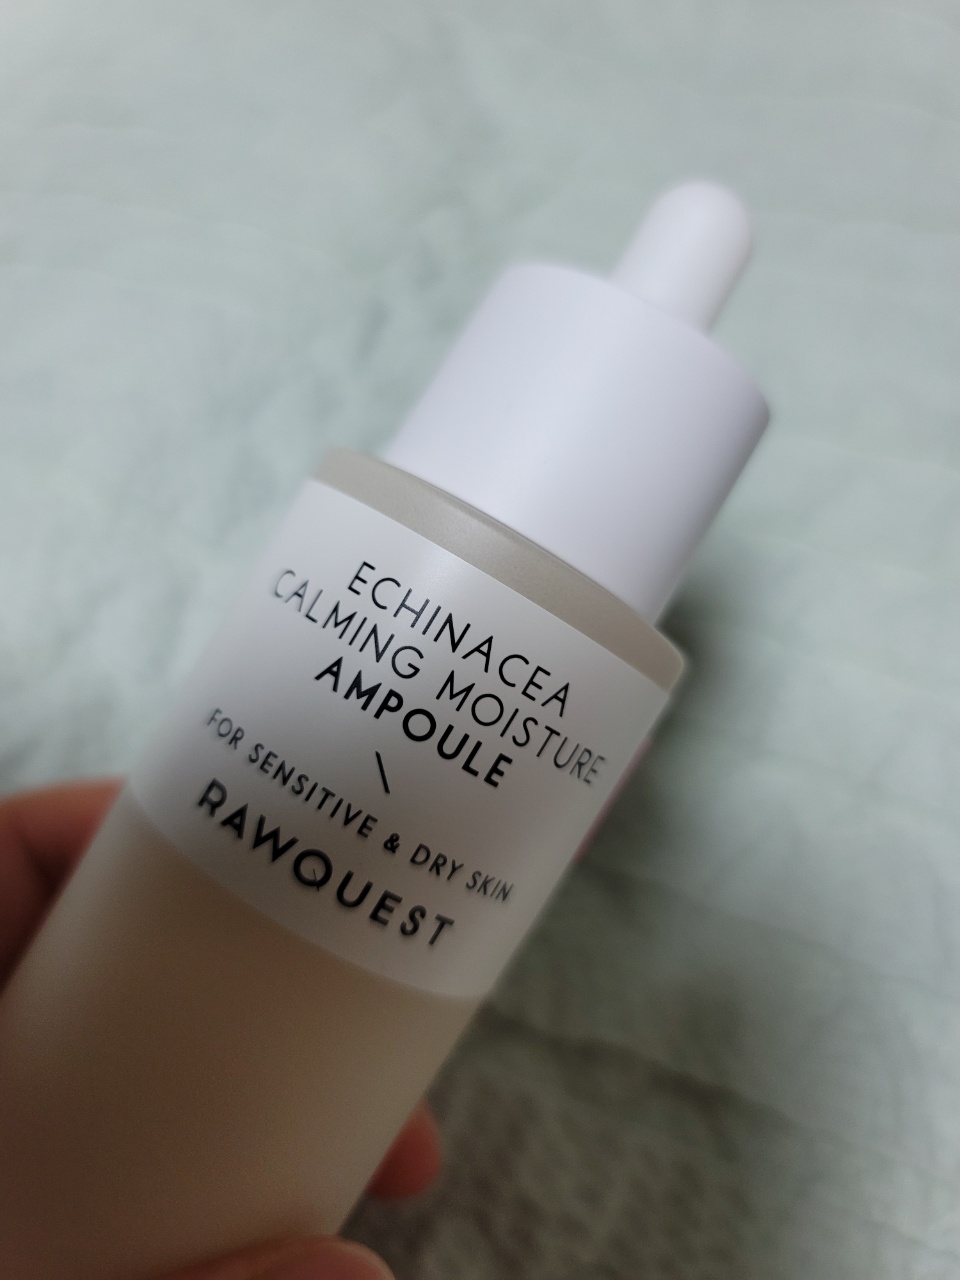 ECHINACEA
CALMING MOISTURE
AMPOULE
\
FOR SENSITIVE & DRY SKIN
RAWQUEST